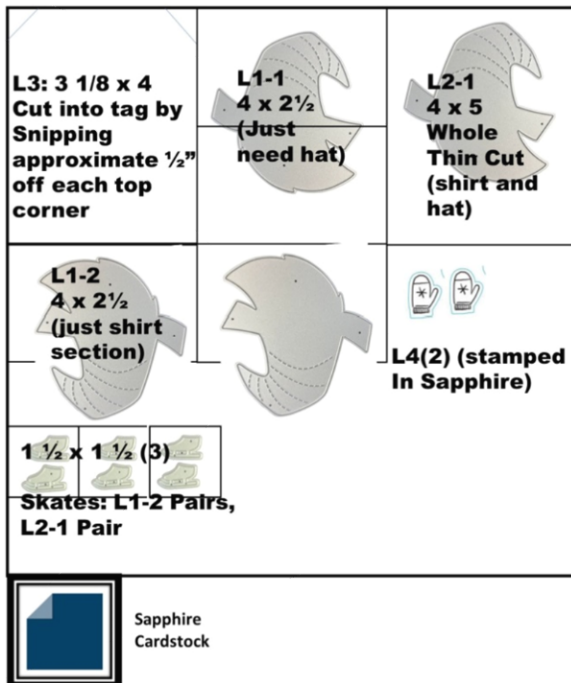 L3: 3 1/8 x 4
Cut into tag by
Snipping
approximate ½”
off each top
corner
L1-1
4 x 2½
(Just
need hat)
L2-1
4 x 5
Whole
Thin Cut
(shirt and
hat)
L1-2
4 x 2½
(just shirt
section)
L4(2) (stamped
In Sapphire)
1 ½ x 1 ½ (3)
Skates: L1-2 Pairs,
L2-1 Pair
Sapphire
Cardstock